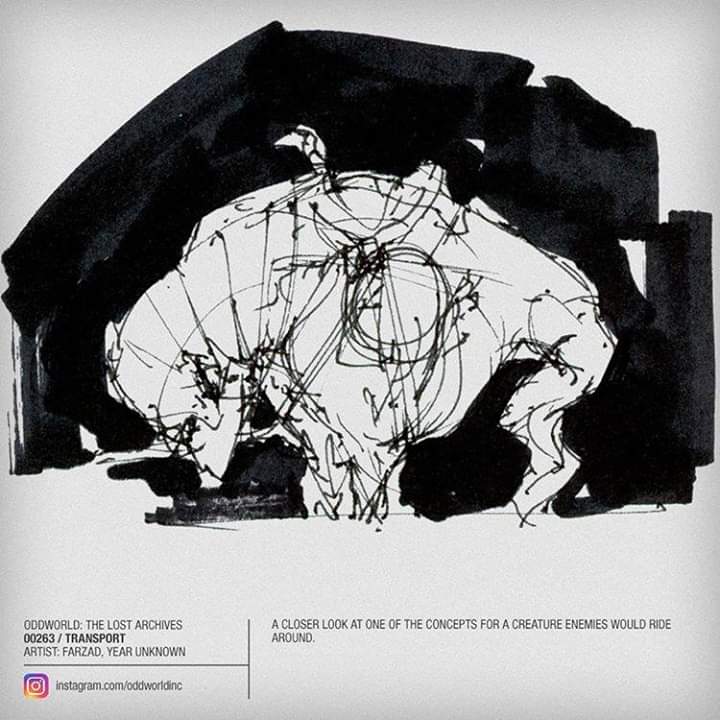 ODDWORLD: THE LOST ARCHIVES
00263 / TRANSPORT
ARTIST: FARZAD, YEAR UNKNOWN
instagram.com/oddworldinc
A CLOSER LOOK AT ONE OF THE CONCEPTS FOR A CREATURE ENEMIES WOULD RIDE
AROUND.